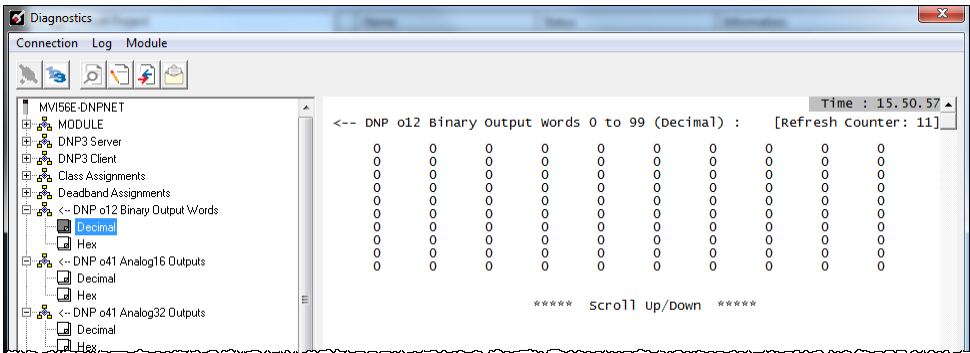 Diagnostics
Connection Log Module
MVI56E-DNPNET
MODULE
DNP3 Server
DNP3 Client
Class Assignments
Deadband Assignments
<-- DNP o12 Binary Output Words
Decimal
Hex
<-- DNP o41 Analog16 Outputs
Decimal
Hex
<-- DNP o41 Analog32 Outputs
Decimal
Hex
Time : 15.50.57
<-- DNP o12 Binary Output Words 0 to 99 (Decimal) : [Refresh Counter: 11]
0 0 0 0 0 0 0 0 0 0
0 0 0 0 0 0 0 0 0 0
0 0 0 0 0 0 0 0 0 0
0 0 0 0 0 0 0 0 0 0
0 0 0 0 0 0 0 0 0 0
0 0 0 0 0 0 0 0 0 0
0 0 0 0 0 0 0 0 0 0
0 0 0 0 0 0 0 0 0 0
0 0 0 0 0 0 0 0 0 0
0 0 0 0 0 0 0 0 0 0
***** Scroll Up/Down *****